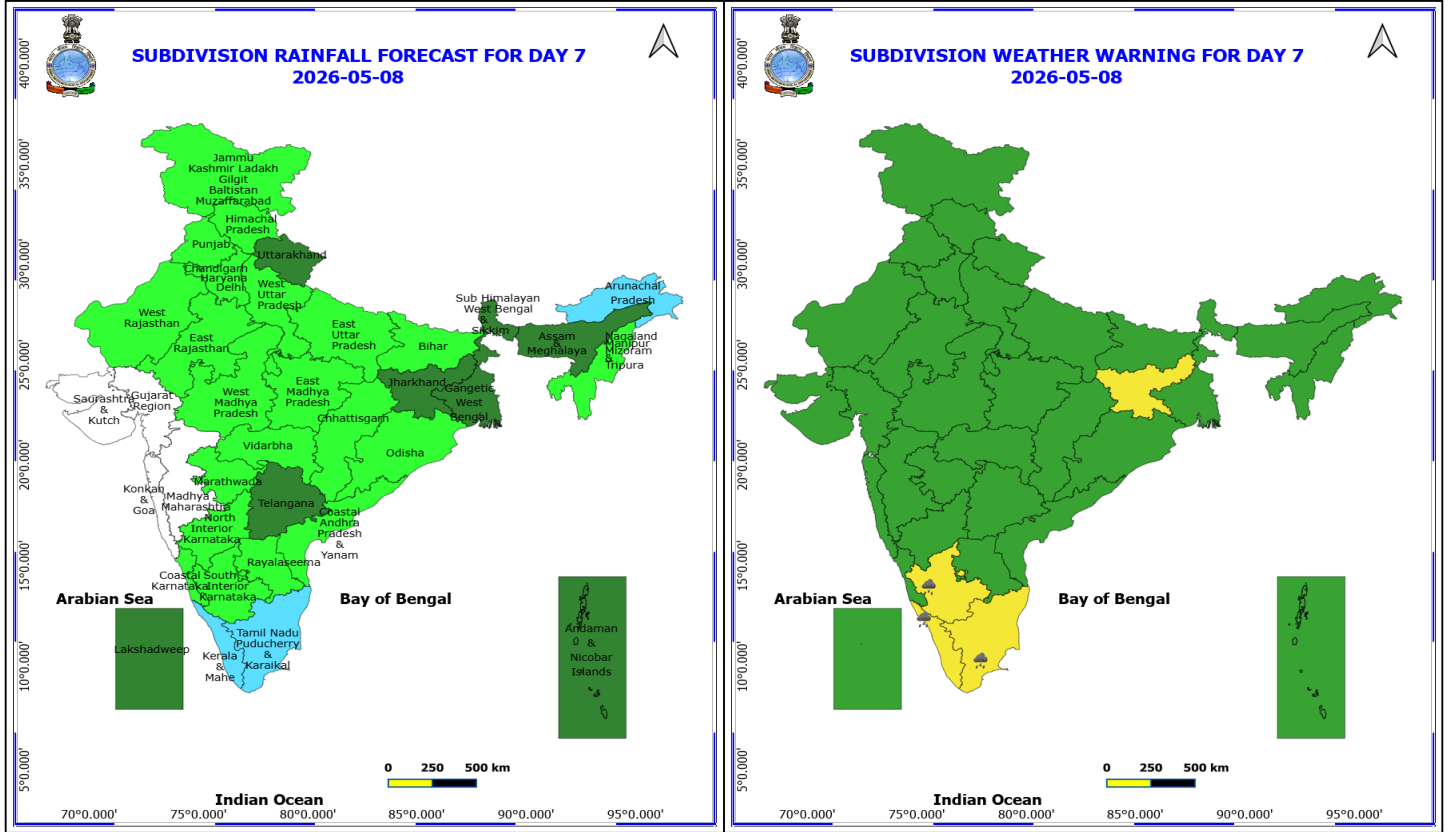 SUBDIVISION RAINFALL FORECAST FOR DAY 7
2026-05-08
40°0.000'
35°0.000'
30°0.000'
25°0.000'
20°0.000'
15°0.000'
10°0.000'
5°0.000'
Jammu
Kashmir Ladakh
Gilgit
Baltistan
Muzaffarabad
Himachal
Pradesh
Punjab
Uttarakhand
Chandigarh
Haryana
Delhi
West
Uttar
Pradesh
West
Rajasthan
East
Rajasthan
East
Uttar
Pradesh
Bihar
Sub Himalayan
West Bengal
&
Sikkim
Arunachal
Pradesh
Assam
&
Meghalaya
Nagaland
Manipur
Mizoram
&
Tripura
Saurashtra
&
Kutch
Gujarat
Region
West
Madhya
Pradesh
East
Madhya
Pradesh
Jharkhand
Gangetic
West
Bengal
Chhattisgarh
Vidarbha
Odisha
Konkan
&
Goa
Madhya
Maharashtra
Marathwada
Telangana
North
Interior
Karnataka
Coastal
Andhra
Pradesh
&
Yanam
Rayalaseema
Coastal
Karnataka
South
Interior
Karnataka
Arabian Sea
Bay of Bengal
Lakshadweep
Kerala
&
Mahe
Tamil Nadu
Puducherry
&
Karaikal
Andaman
&
Nicobar
Islands
0 250 500 km
Indian Ocean
70°0.000' 75°0.000' 80°0.000' 85°0.000' 90°0.000' 95°0.000'
SUBDIVISION WEATHER WARNING FOR DAY 7
2026-05-08
40°0.000'
35°0.000'
30°0.000'
25°0.000'
20°0.000'
15°0.000'
10°0.000'
5°0.000'
Arabian Sea
Bay of Bengal
0 250 500 km
Indian Ocean
70°0.000' 75°0.000' 80°0.000' 85°0.000' 90°0.000' 95°0.000'